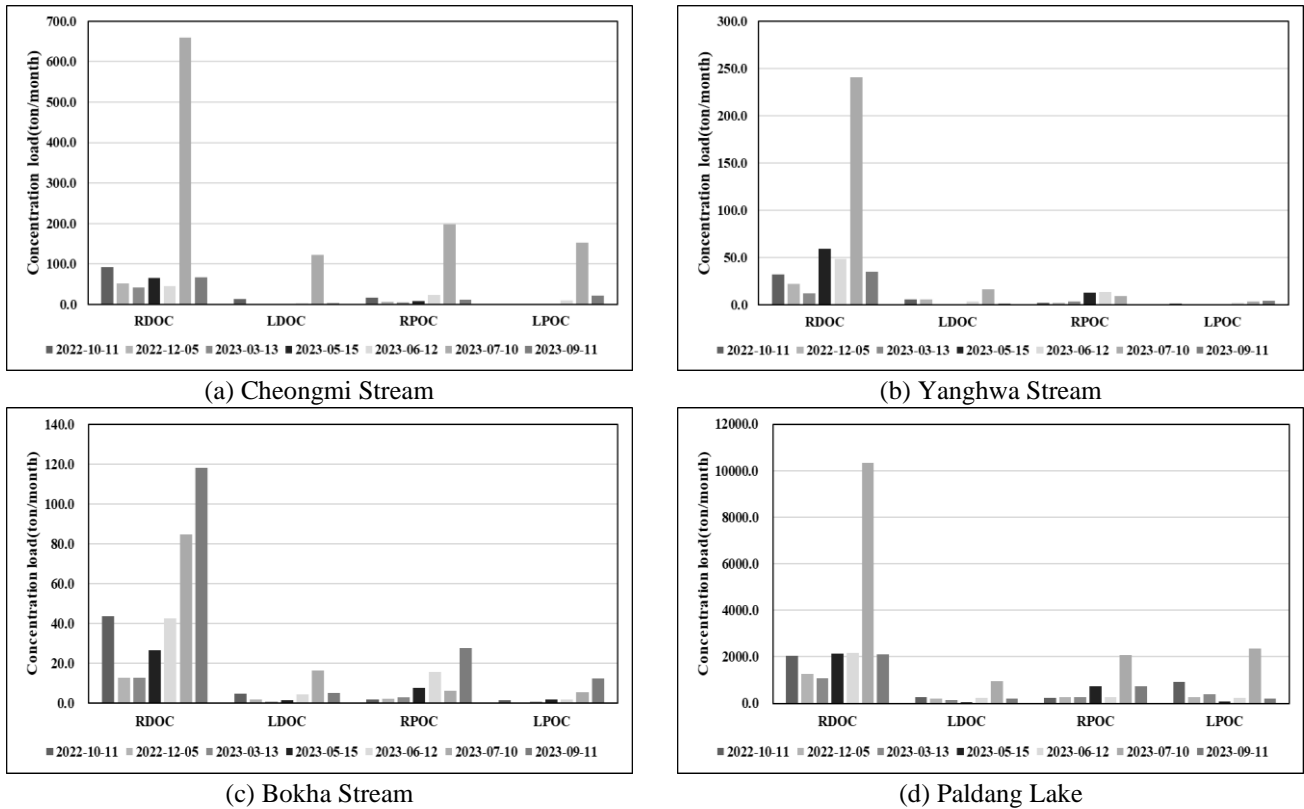 700.0
600.0
500.0
400.0
300.0
200.0
100.0
0.0
Concentration load(ton/month)
RDOC LDOC RPOC LPOC
2022-10-11 2022-12-05 2023-03-13 2023-05-15 2023-06-12 2023-07-10 2023-09-11
(a) Cheongmi Stream
300.0
250.0
200.0
150.0
100.0
50.0
0.0
Concentration load(ton/month)
RDOC LDOC RPOC LPOC
2022-10-11 2022-12-05 2023-03-13 2023-05-15 2023-06-12 2023-07-10 2023-09-11
(b) Yanghwa Stream
140.0
120.0
100.0
80.0
60.0
40.0
20.0
0.0
Concentration load(ton/month)
RDOC LDOC RPOC LPOC
2022-10-11 2022-12-05 2023-03-13 2023-05-15 2023-06-12 2023-07-10 2023-09-11
(c) Bokha Stream
12000.0
10000.0
8000.0
6000.0
4000.0
2000.0
0.0
Concentration load(ton/month)
RDOC LDOC RPOC LPOC
2022-10-11 2022-12-05 2023-03-13 2023-05-15 2023-06-12 2023-07-10 2023-09-11
(d) Paldang Lake